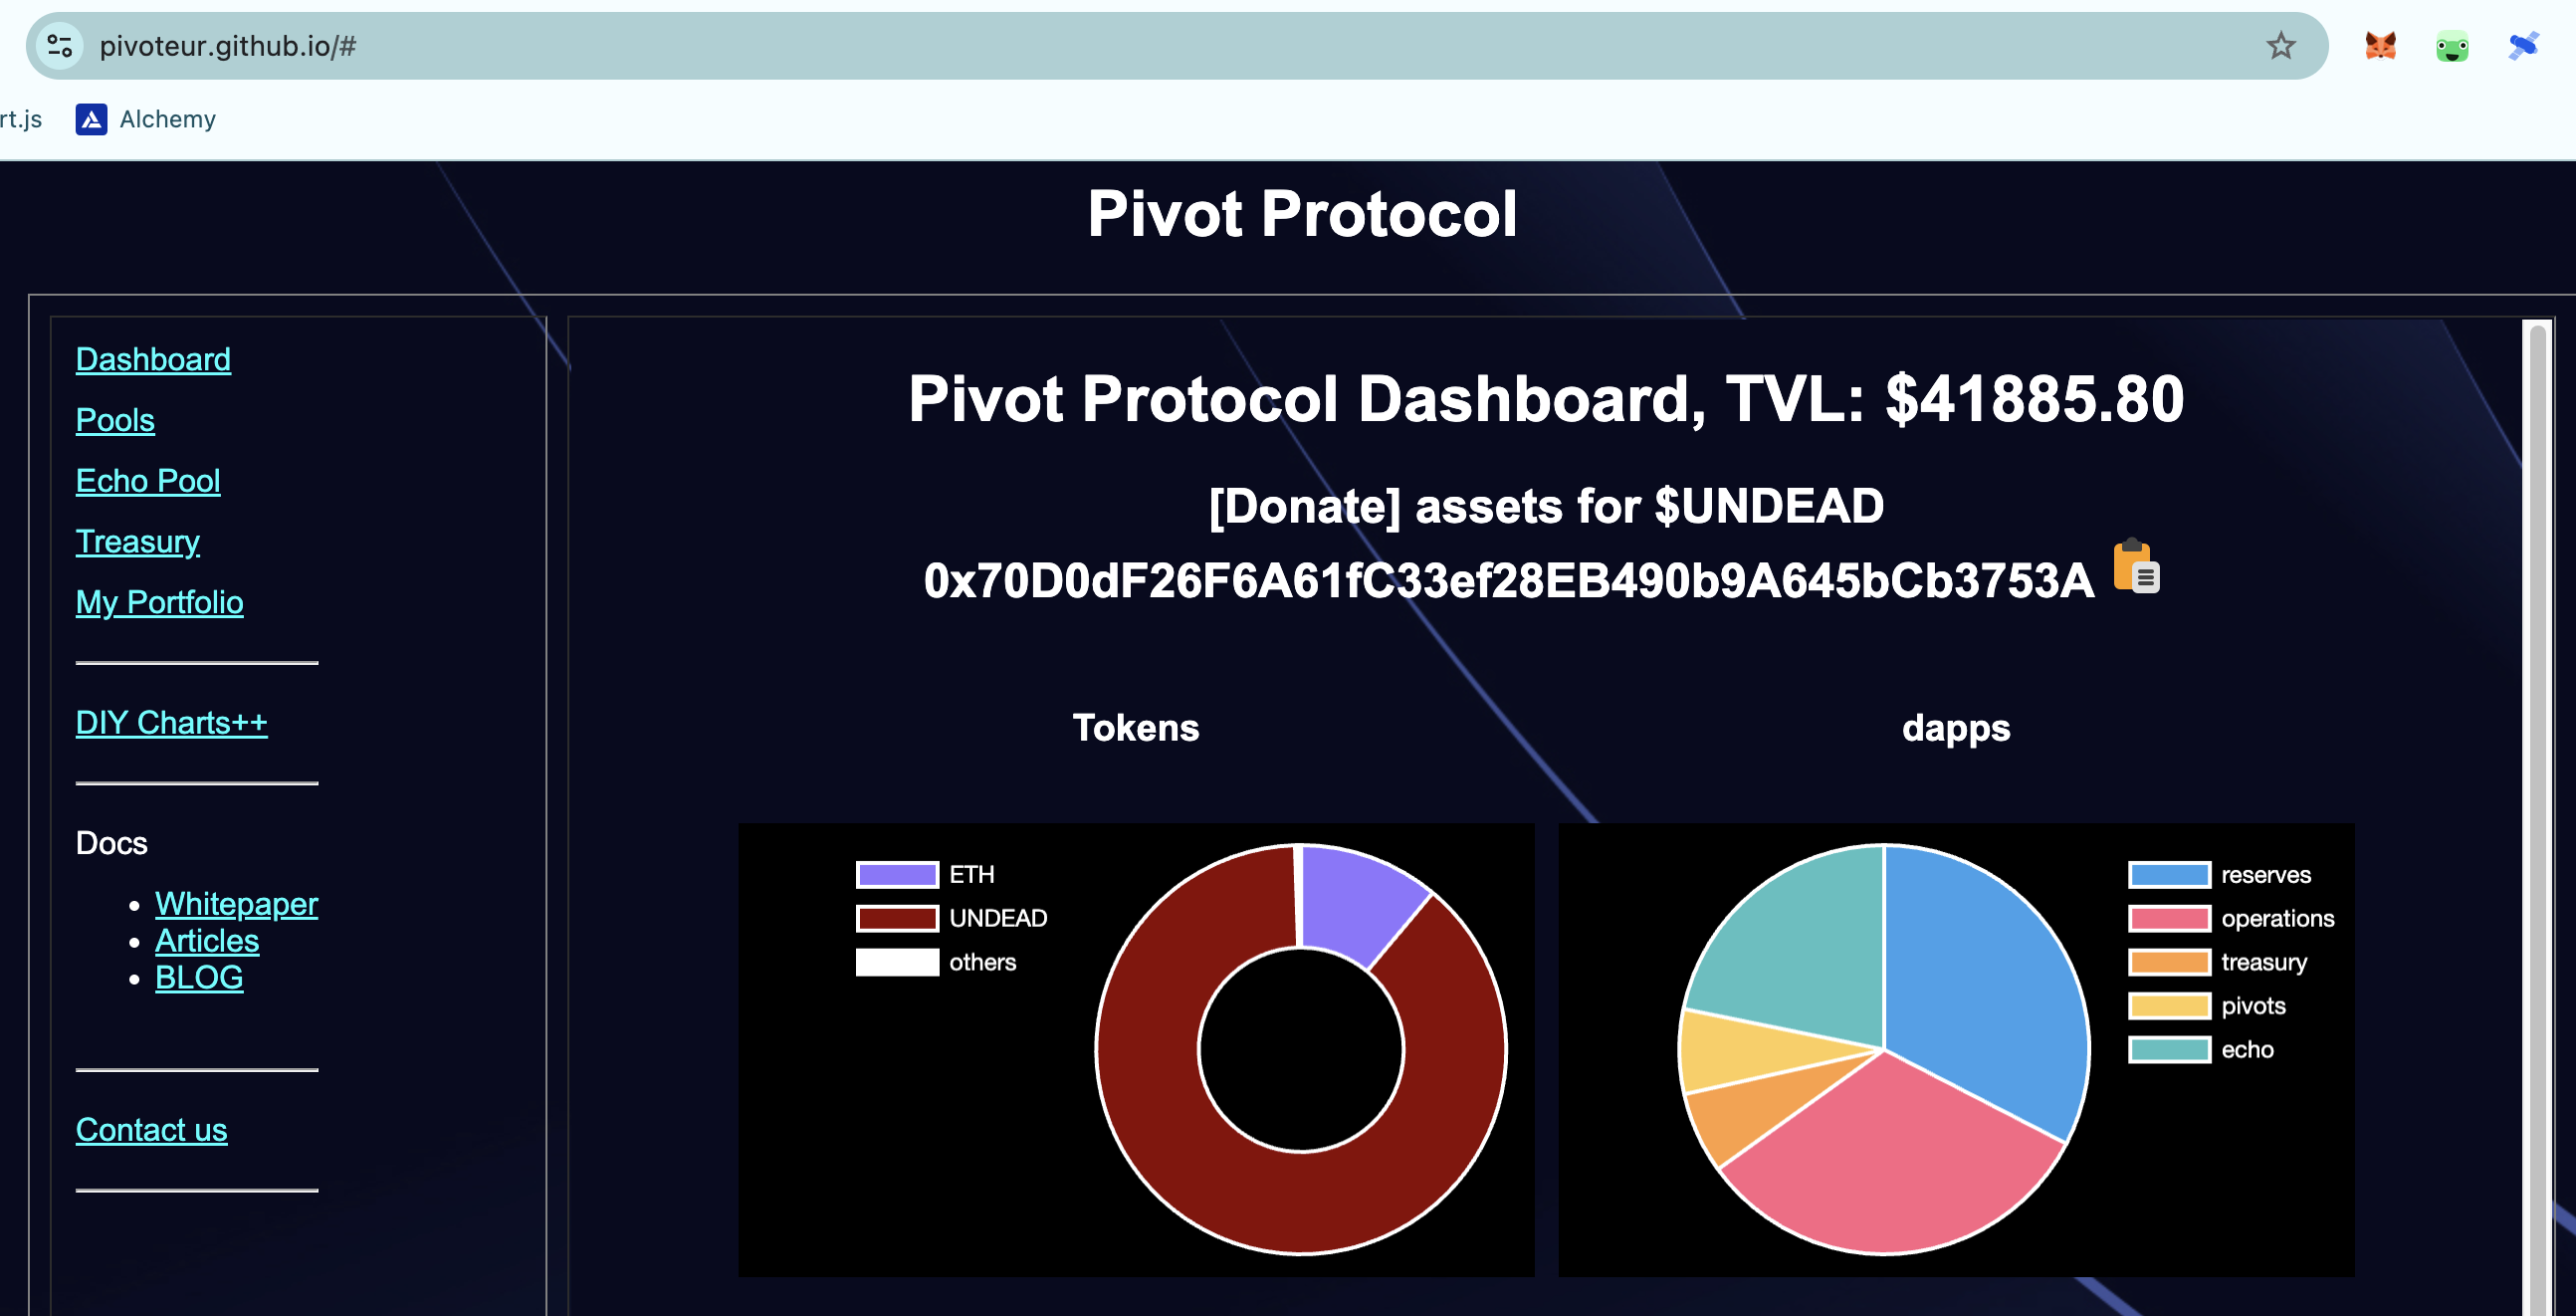 pivoteur.github.io/#
rt.js
Alchemy
Pivot Protocol
Dashboard
Pools
Echo Pool
Treasury
My Portfolio
DIY Charts++
Docs
Whitepaper
Articles
BLOG
Contact us
Pivot Protocol Dashboard, TVL: $41885.80
[Donate] assets for $UNDEAD
0x70D0dF26F6A61fC33ef28EB490b9A645bCb3753A
Tokens
ETH
UNDEAD
others
dapps
reserves
operations
treasury
pivots
echo